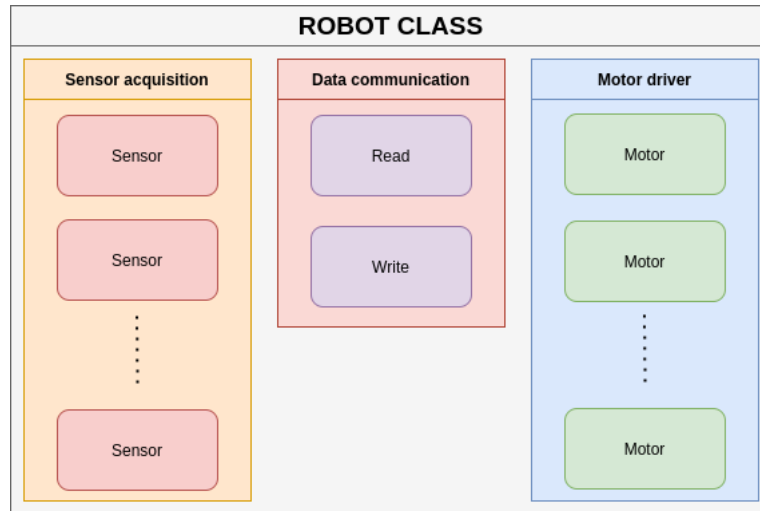 ROBOT CLASS
Sensor acquisition
Sensor
Sensor
Sensor
Data communication
Read
Write
Motor driver
Motor
Motor
Motor